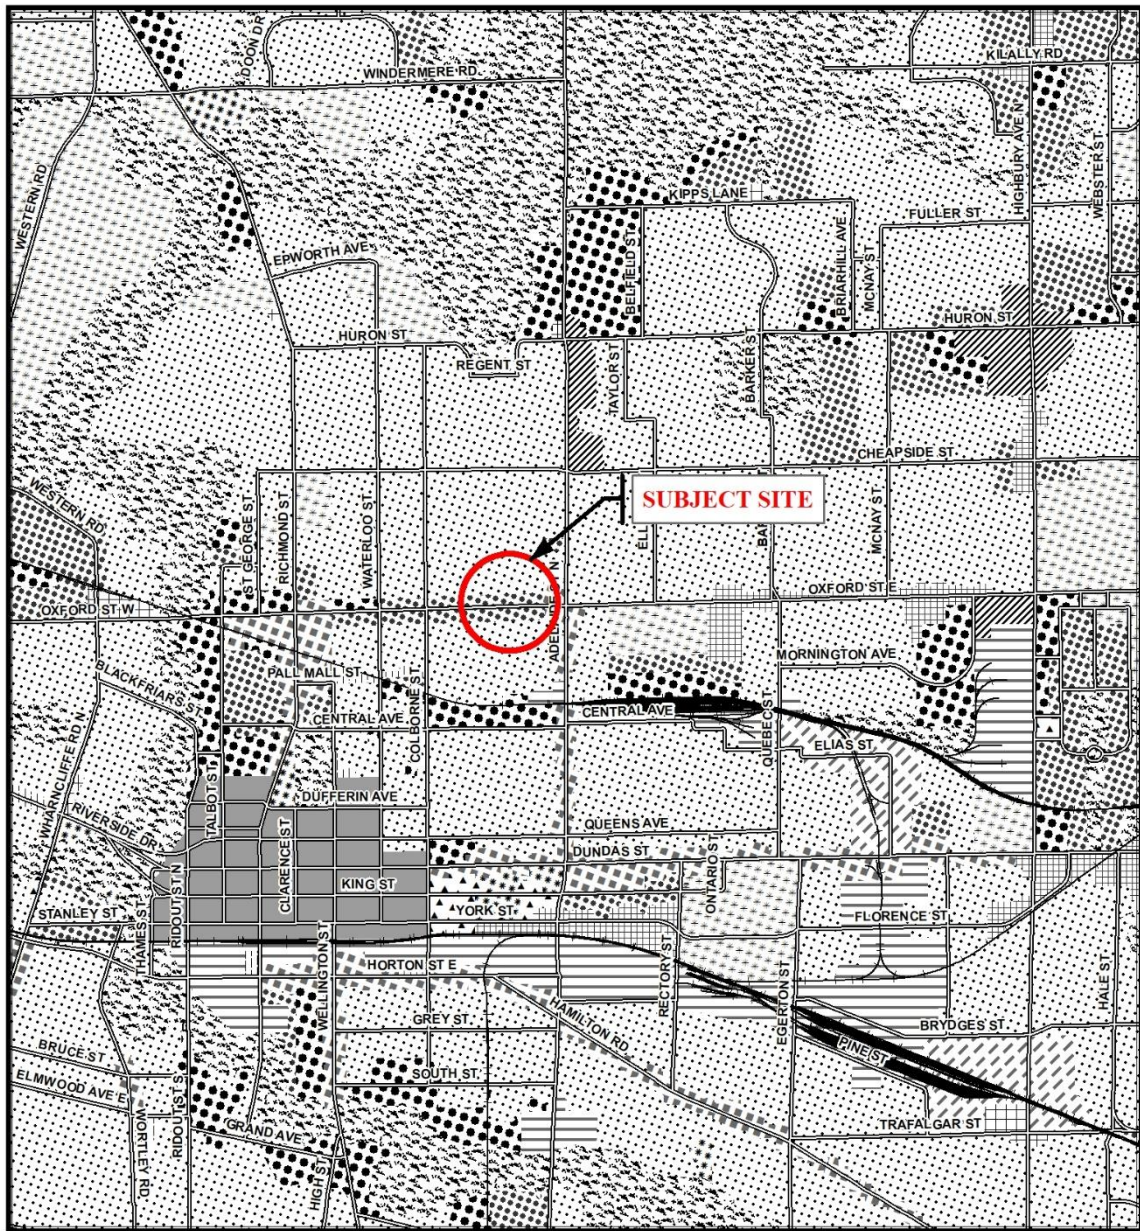 DOON DR
WINDERMERE RD
KILALLY RD
WESTERN RD
HIGHBURY AVE N
WEBSTER ST
KIPPS LANE
FULLER ST
EPWORTH AVE
BELFIELD ST
BRIARHILL AVE
MCNAY ST
HURON ST
HURON ST
REGENT ST
TAYLOR ST
BARKER ST
CHEAPSIDE ST
WESTERN RD
ST GEORGE ST
RICHMOND ST
WATERLOO ST
SUBJECT SITE
MCNAY ST
OXFORD ST W
OXFORD ST E
BLACKFRIARS ST
PALL MALL ST
COLBORNE ST
MORNINGTON AVE
CENTRAL AVE
CENTRAL AVE
QUEBEC ST
ELIAS ST
WHARNCLIFFE RD N
TALBOT ST
DUFFERIN AVE
RIVERSIDE DR
CLARENCE ST
QUEENS AVE
DUNDAS ST
ONTARIO ST
RIDOUT ST N
KING ST
STANLEY ST
THAMES ST
YORK ST
FLORENCE ST
WELLINGTON ST
HORTON ST E
RECTORY ST
EGERTON ST
HALE ST
GREY ST
HAMILTON RD
BRYDGES ST
BRUCE ST
PINE ST
ELMWOOD AVE E
SOUTH ST
WORTLEY RD
RIDOUT ST S
GRAND AVE
HIGH ST
TRAFALGAR ST